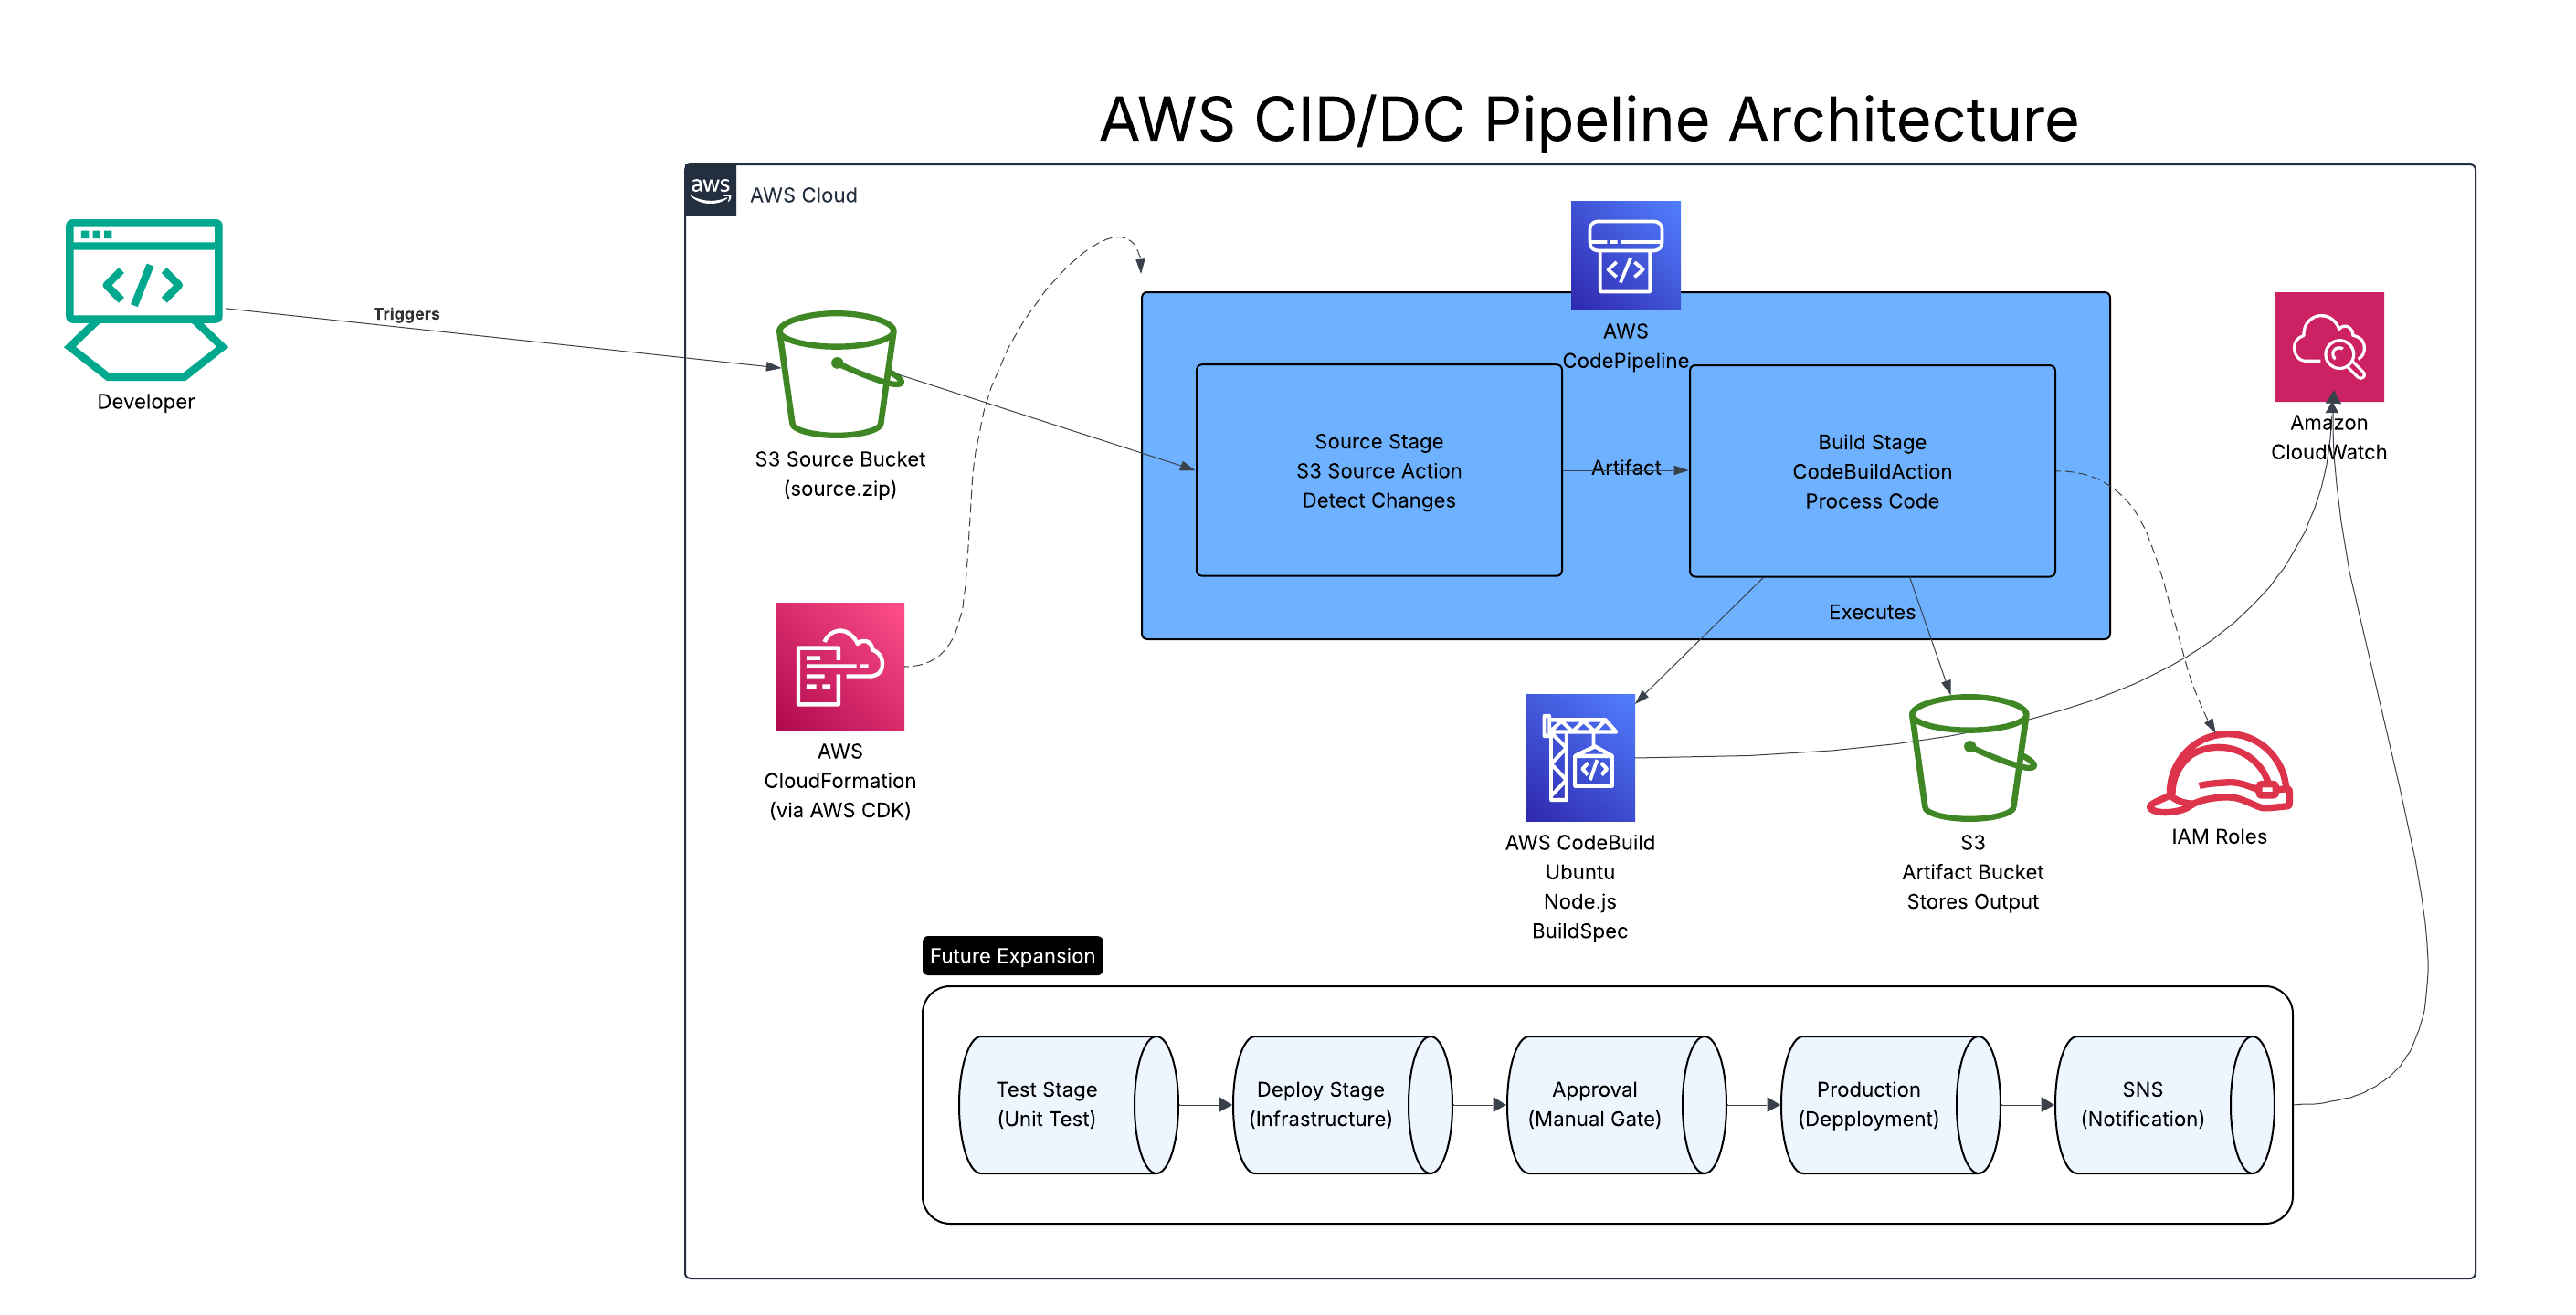 AWS CID/DC Pipeline Architecture
aws
AWS Cloud
Developer
Triggers
S3 Source Bucket
(source.zip)
AWS
CloudFormation
(via AWS CDK)
AWS
CodePipeline
Source Stage
S3 Source Action
Detect Changes
Artifact
Build Stage
CodeBuildAction
Process Code
Executes
Amazon
CloudWatch
AWS CodeBuild
Ubuntu
Node.js
BuildSpec
S3
Artifact Bucket
Stores Output
IAM Roles
Future Expansion
Test Stage
(Unit Test)
Deploy Stage
(Infrastructure)
Approval
(Manual Gate)
Production
(Depployment)
SNS
(Notification)